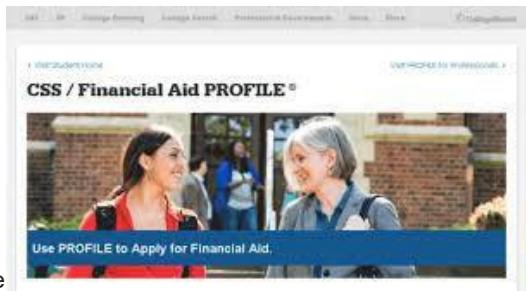 SAT AP College Planning College Search Professional Development More Store CollegeBoard
‹ Visit Student Home Visit PROFILE for Professionals ›
CSS / Financial Aid PROFILE®
Use PROFILE to Apply for Financial Aid.
e